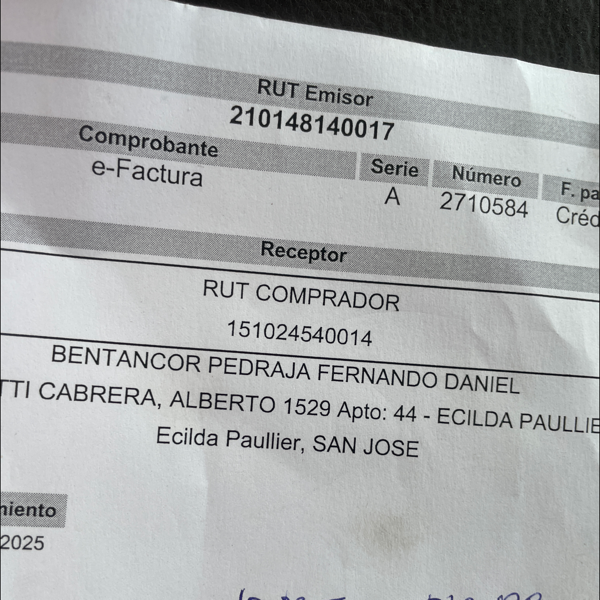 RUT Emisor
210148140017
Comprobante Serie Número F. pa
e-Factura A 2710584 Créd
Receptor
RUT COMPRADOR
151024540014
BENTANCOR PEDRAJA FERNANDO DANIEL
TTI CABRERA, ALBERTO 1529 Apto: 44 - ECILDA PAULLIE
Ecilda Paullier, SAN JOSE
niento
2025